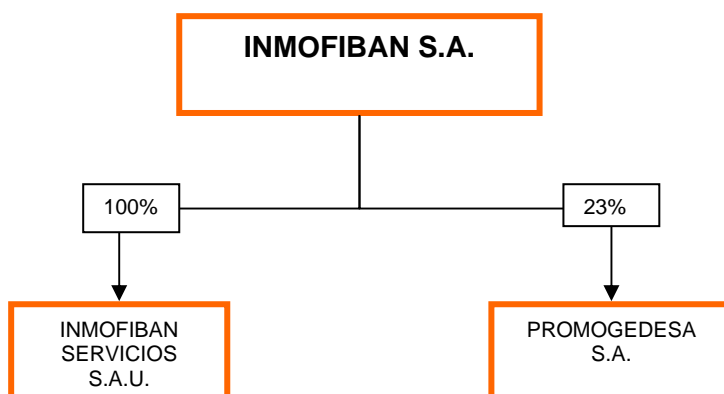 INMOFIBAN S.A.
100%
23%
INMOFIBAN
SERVICIOS
S.A.U.
PROMOGEDESA
S.A.